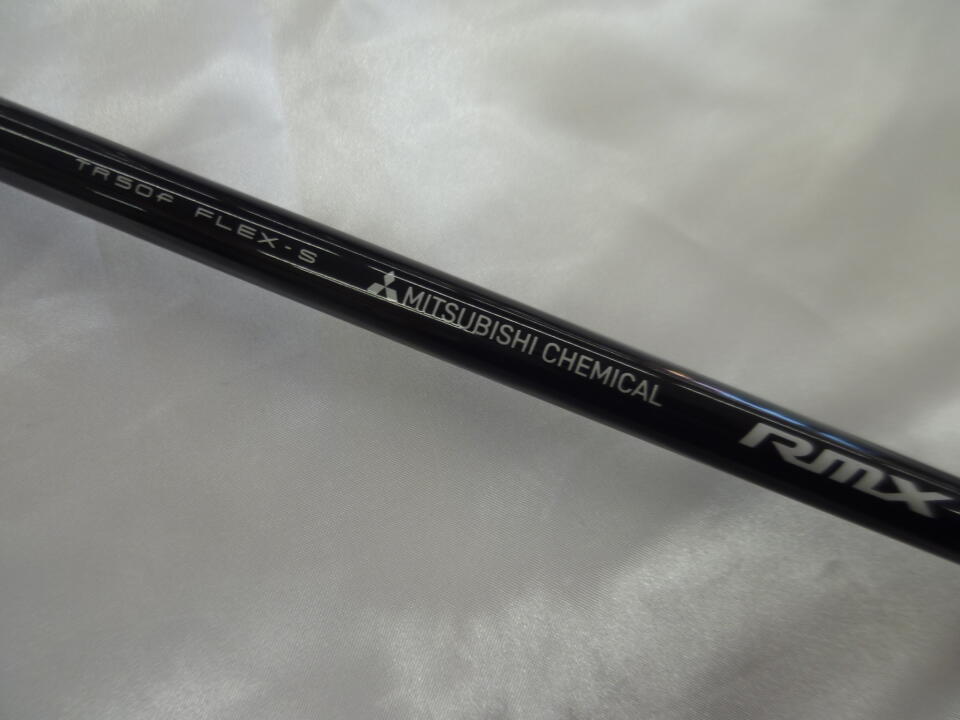 TR50f FLEX-S MITSUBISHI CHEMICAL RMX